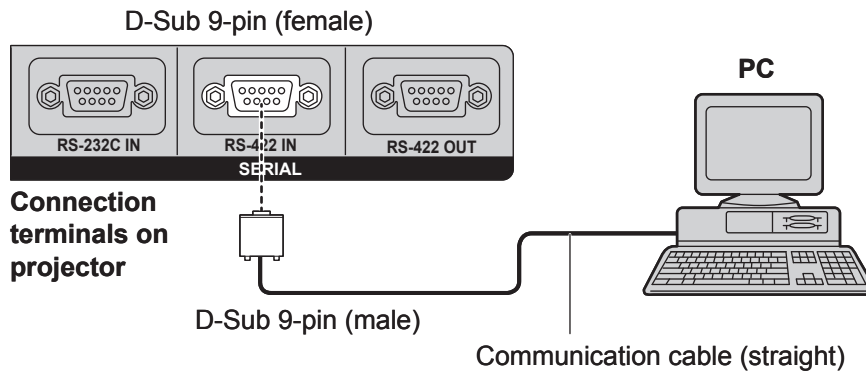 D-Sub 9-pin (female)
PC
RS-232C IN
RS-422 IN
RS-422 OUT
SERIAL
Connection
terminals on
projector
D-Sub 9-pin (male)
Communication cable (straight)